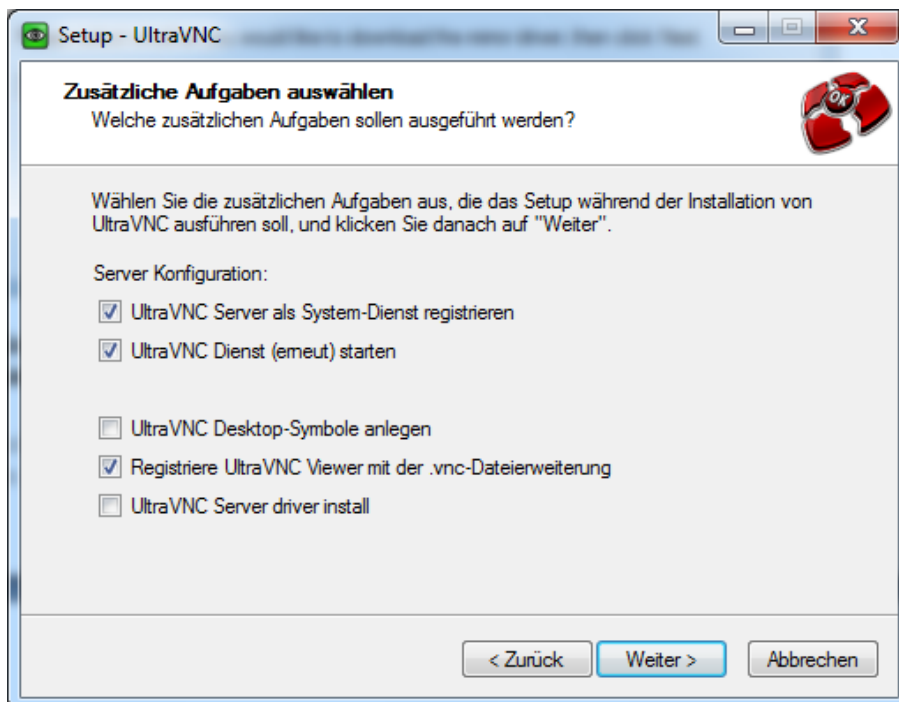 Setup - UltraVNC
Zusätzliche Aufgaben auswählen
Welche zusätzlichen Aufgaben sollen ausgeführt werden?
OK
Wählen Sie die zusätzlichen Aufgaben aus, die das Setup während der Installation von
UltraVNC ausführen soll, und klicken Sie danach auf "Weiter".
Server Konfiguration:
UltraVNC Server als System-Dienst registrieren
UltraVNC Dienst (erneut) starten
UltraVNC Desktop-Symbole anlegen
Registriere UltraVNC Viewer mit der .vnc-Dateierweiterung
UltraVNC Server driver install
< Zurück
Weiter >
Abbrechen